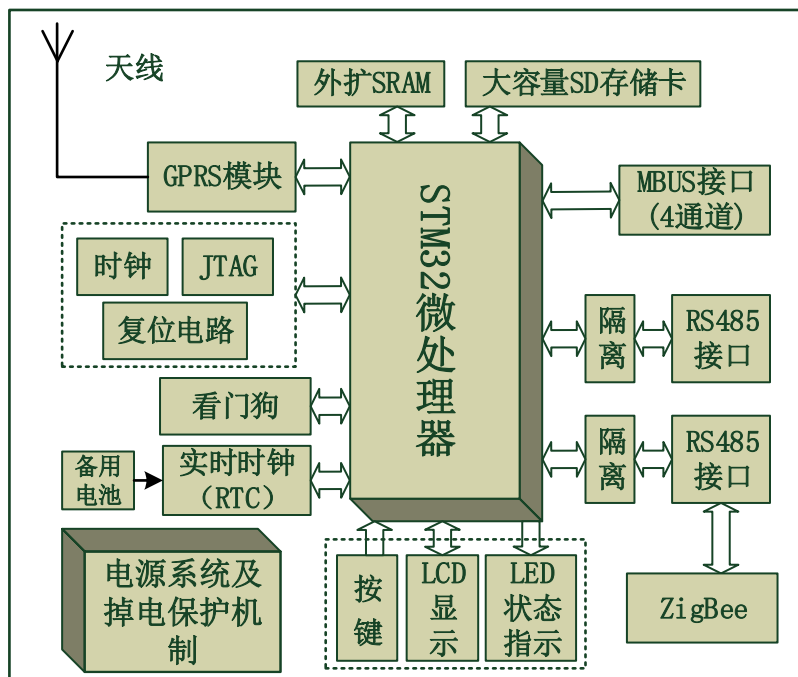 天线
外扩SRAM
大容量SD存储卡
GPRS模块
MBUS接口
(4通道)
时钟
JTAG
复位电路
STM32微处理器
隔
离
RS485
接口
看门狗
隔
离
RS485
接口
备用
电池
实时时钟
（RTC）
电源系统及
掉电保护机
制
按
键
LCD
显
示
LED
状态
指示
ZigBee